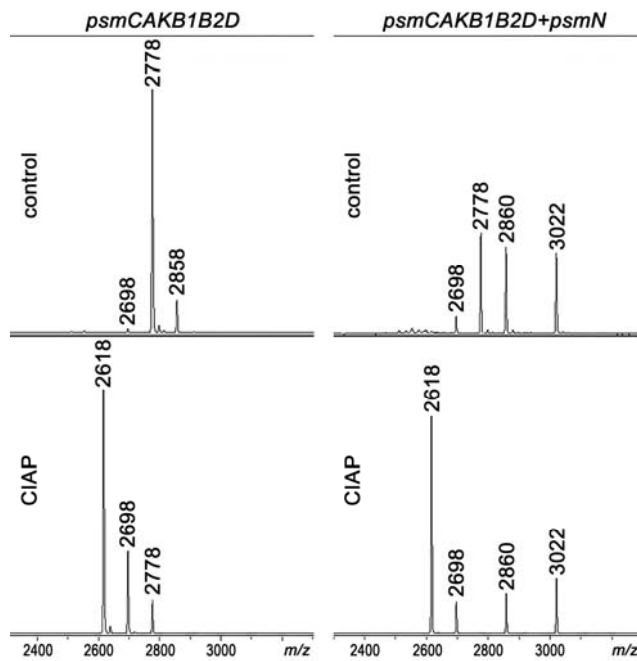 psmCAKB1B2D
psmCAKB1B2D+psmN
control
2698
2778
2858
control
2698
2778
2860
3022
CIAP
2618
2698
2778
2400 2600 2800 3000 m/z
CIAP
2618
2698
2860
3022
2400 2600 2800 3000 m/z